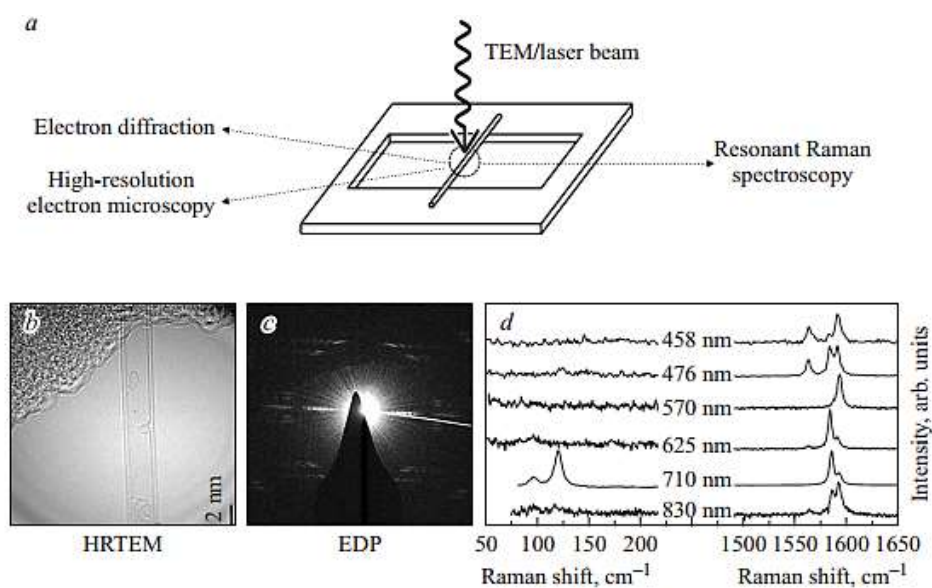 a
TEM/laser beam
Electron diffraction
High-resolution
electron microscopy
Resonant Raman
spectroscopy
b
2 nm
HRTEM
c
EDP
d
458 nm
476 nm
570 nm
625 nm
710 nm
830 nm
50 100 150 200 1500 1550 1600 1650
Raman shift, cm⁻¹ Raman shift, cm⁻¹
Intensity, arb. units